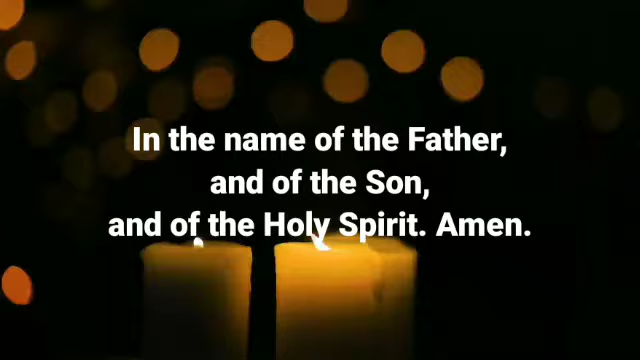 In the name of the Father,
and of the Son,
and of the Holy Spirit. Amen.